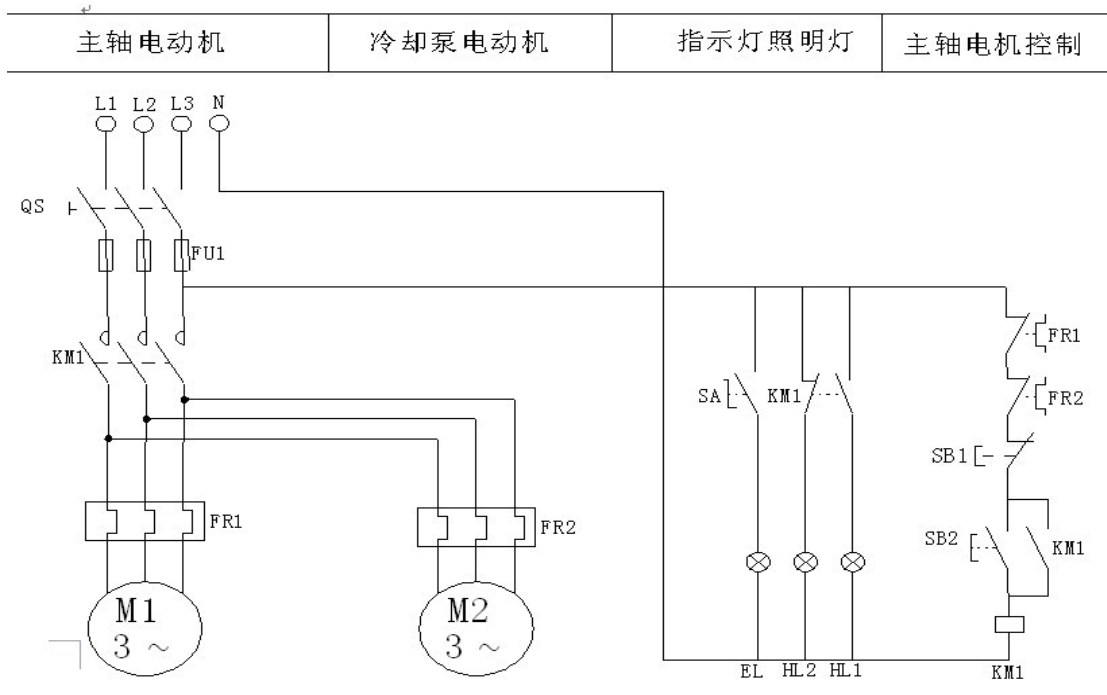 主轴电动机 冷却泵电动机 指示灯照明灯 主轴电机控制
L1 L2 L3 N
QS
FU1
FR1
KM1
SA KM1 FR2
SB1
FR1 FR2 SB2 KM1
M1 M2
3 ~ 3 ~
EL HL2 HL1 KM1